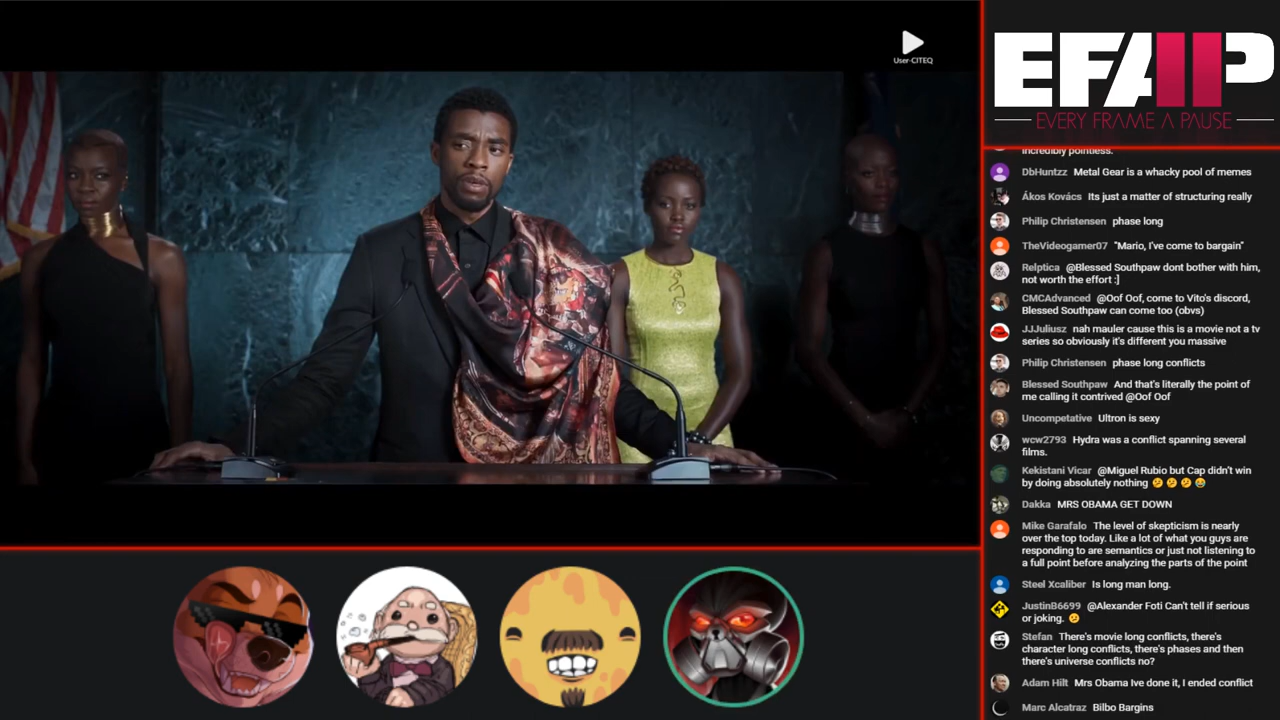 User-CITEQ
EFAP
EVERY FRAME A PAUSE
incredibly pointless.
DbHuntzz Metal Gear is a whacky pool of memes
Ákos Kovács Its just a matter of structuring really
Philip Christensen phase long
TheVideogamer07 "Mario, I've come to bargain"
Relptica @Blessed Southpaw dont bother with him,
not worth the effort :]
CMCAdvanced @Oof Oof, come to Vito's discord,
Blessed Southpaw can come too (obvs)
JJJuliusz nah mauler cause this is a movie not a tv
series so obviously it's different you massive
Philip Christensen phase long conflicts
Blessed Southpaw And that's literally the point of
me calling it contrived @Oof Oof
Uncompetative Ultron is sexy
wcw2793 Hydra was a conflict spanning several
films.
Kekistani Vicar @Miguel Rubio but Cap didn't win
by doing absolutely nothing 🤔 🤔 🤔 😂
Dakka MRS OBAMA GET DOWN
Mike Garafalo The level of skepticism is nearly
over the top today. Like a lot of what you guys are
responding to are semantics or just not listening to
a full point before analyzing the parts of the point
Steel Xcaliber Is long man long.
JustinB6699 @Alexander Foti Can't tell if serious
or joking. 🤔
Stefan There's movie long conflicts, there's
character long conflicts, there's phases and then
there's universe conflicts no?
Adam Hilt Mrs Obama Ive done it, I ended conflict
Marc Alcatraz Bilbo Bargins